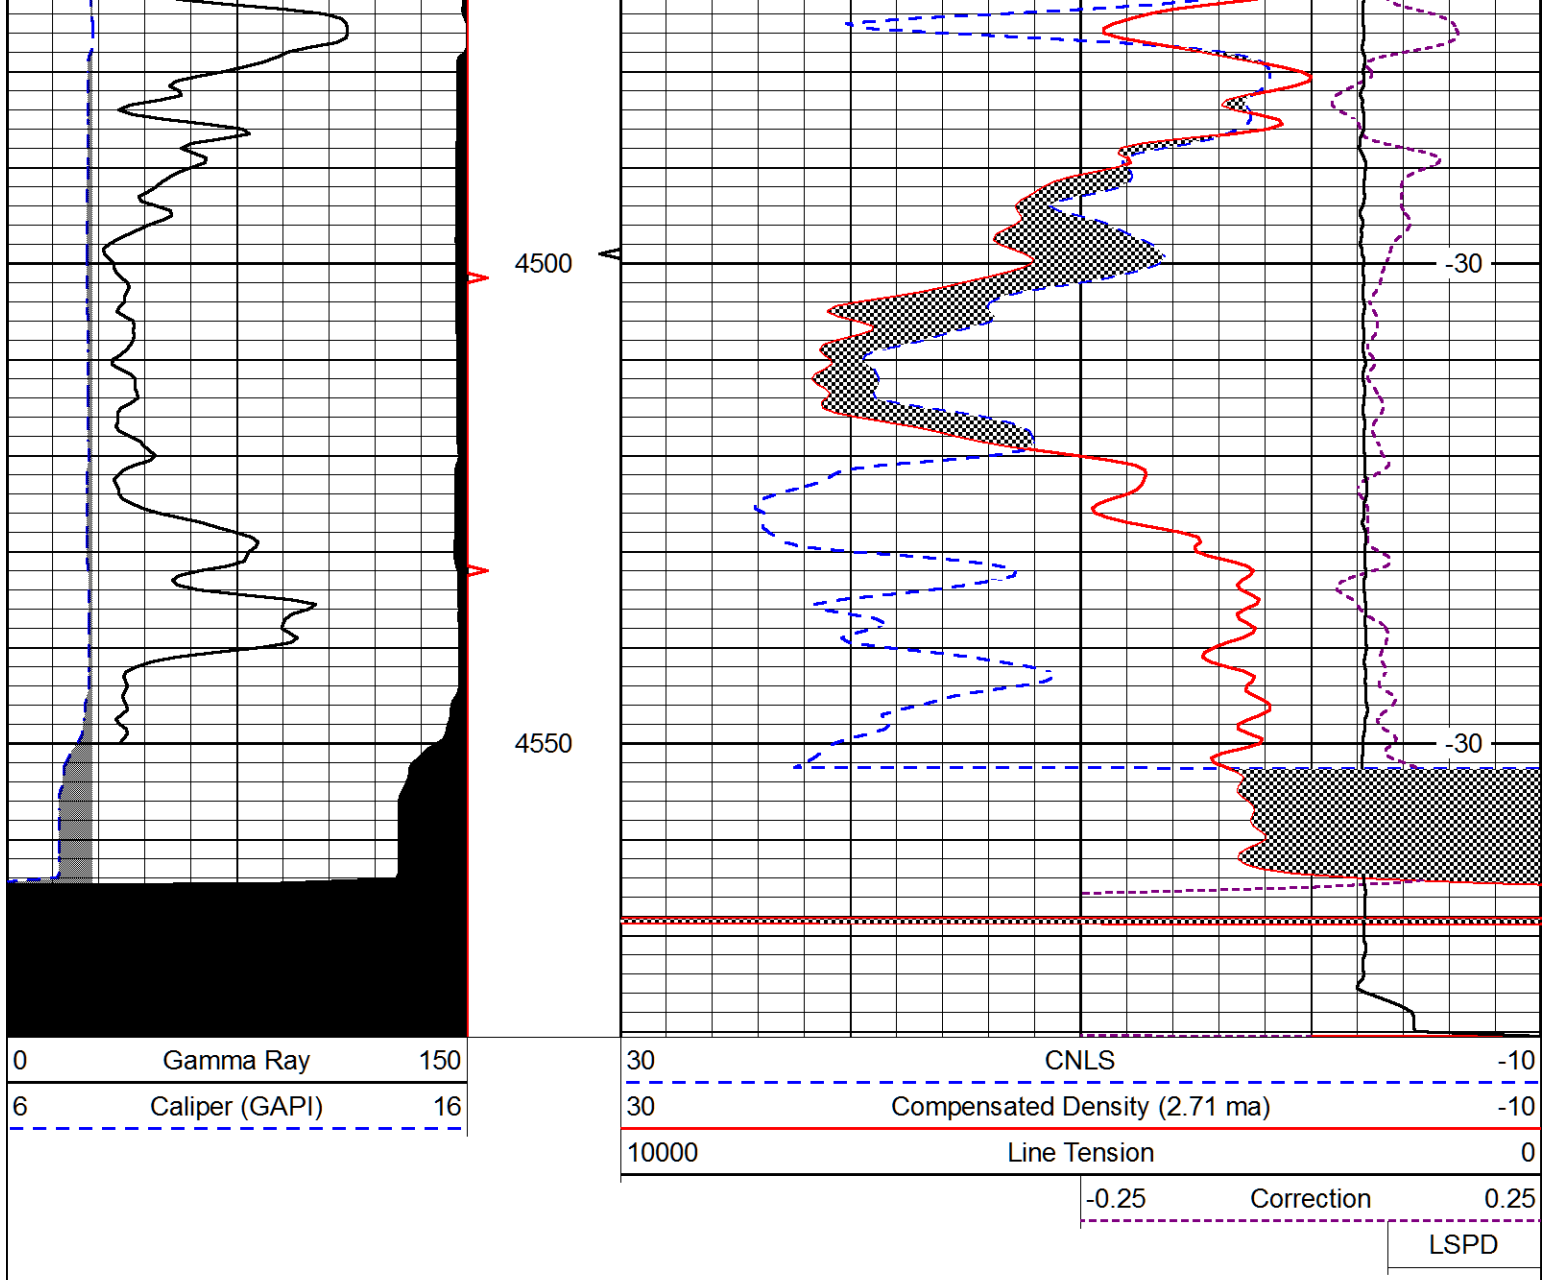 4500 -30
4550 -30
0 Gamma Ray 150
6 Caliper (GAPI) 16
30 CNLS -10
30 Compensated Density (2.71 ma) -10
10000 Line Tension 0
-0.25 Correction 0.25
LSPD